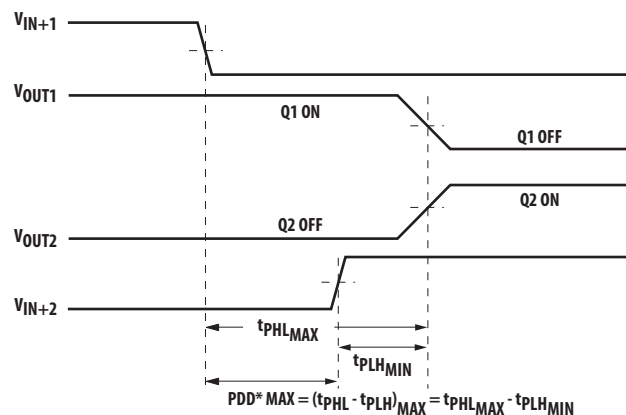 VIN+1
VOUT1
Q1 ON
Q1 OFF
Q2 ON
Q2 OFF
VOUT2
VIN+2
tPHLMAX
tPLHMIN
PDD* MAX = (tPHL - tPLH)MAX = tPHLMAX - tPLHMIN